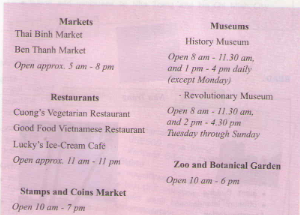 Markets
Thai Binh Market
Ben Thanh Market
Open approx. 5 am - 8 pm
Restaurants
Cuong's Vegetarian Restaurant
Good Food Vietnamese Restaurant
Lucky's Ice-Cream Café
Open approx. 11 am - 11 pm
Stamps and Coins Market
Open 10 am - 7 pm
Museums
History Museum
Open 8 am - 11.30 am,
and 1 pm - 4 pm daily
(except Monday)
- Revolutionary Museum
Open 8 am - 11.30 am,
and 2 pm - 4.30 pm
Tuesday through Sunday
Zoo and Botanical Garden
Open 10 am - 6 pm